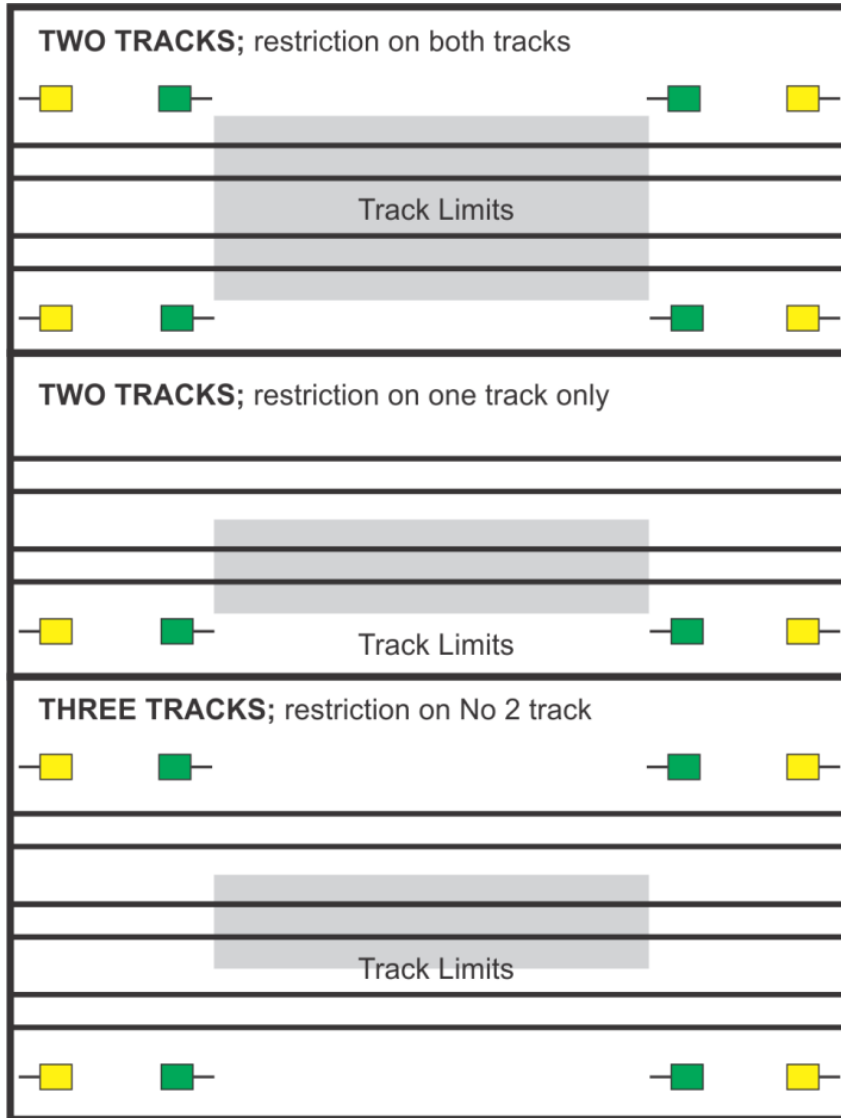 TWO TRACKS; restriction on both tracks
Track Limits
TWO TRACKS; restriction on one track only
Track Limits
THREE TRACKS; restriction on No 2 track
Track Limits